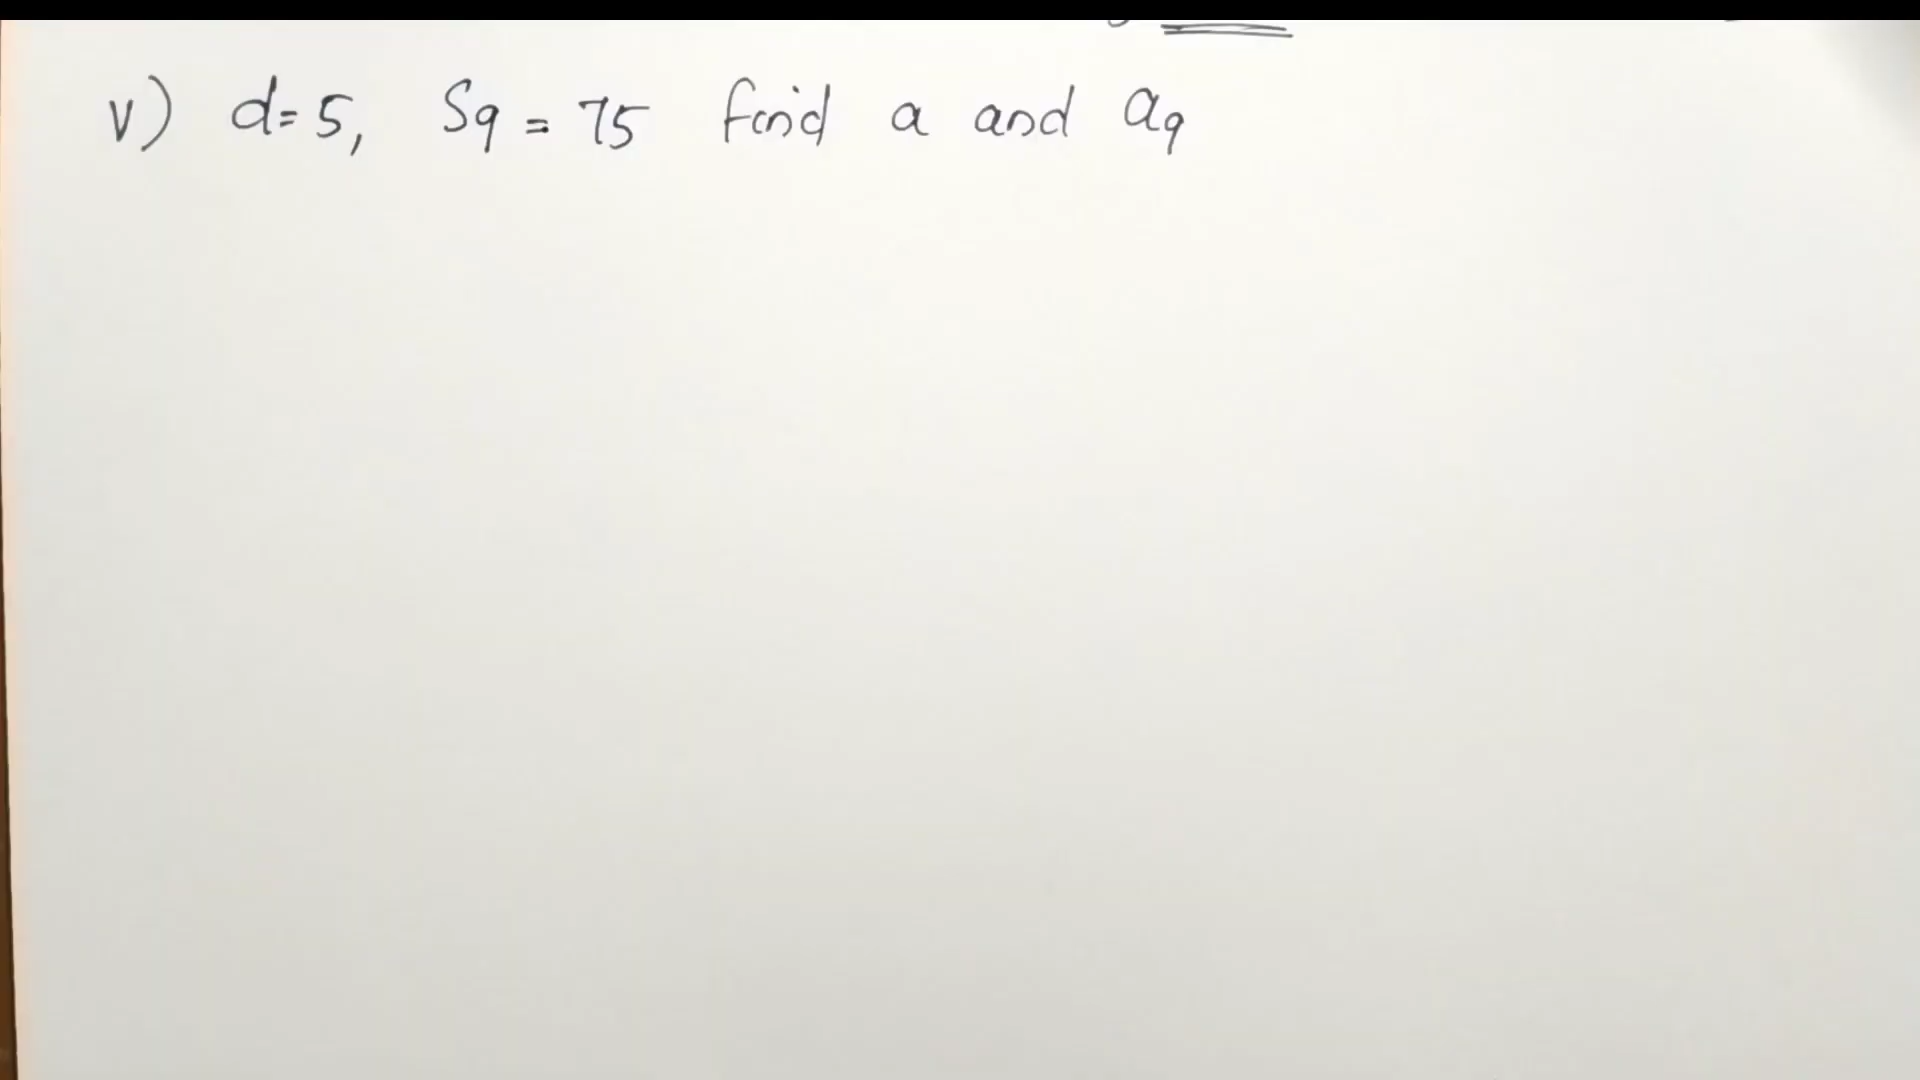 v) d=5, S9 = 75 find a and a9